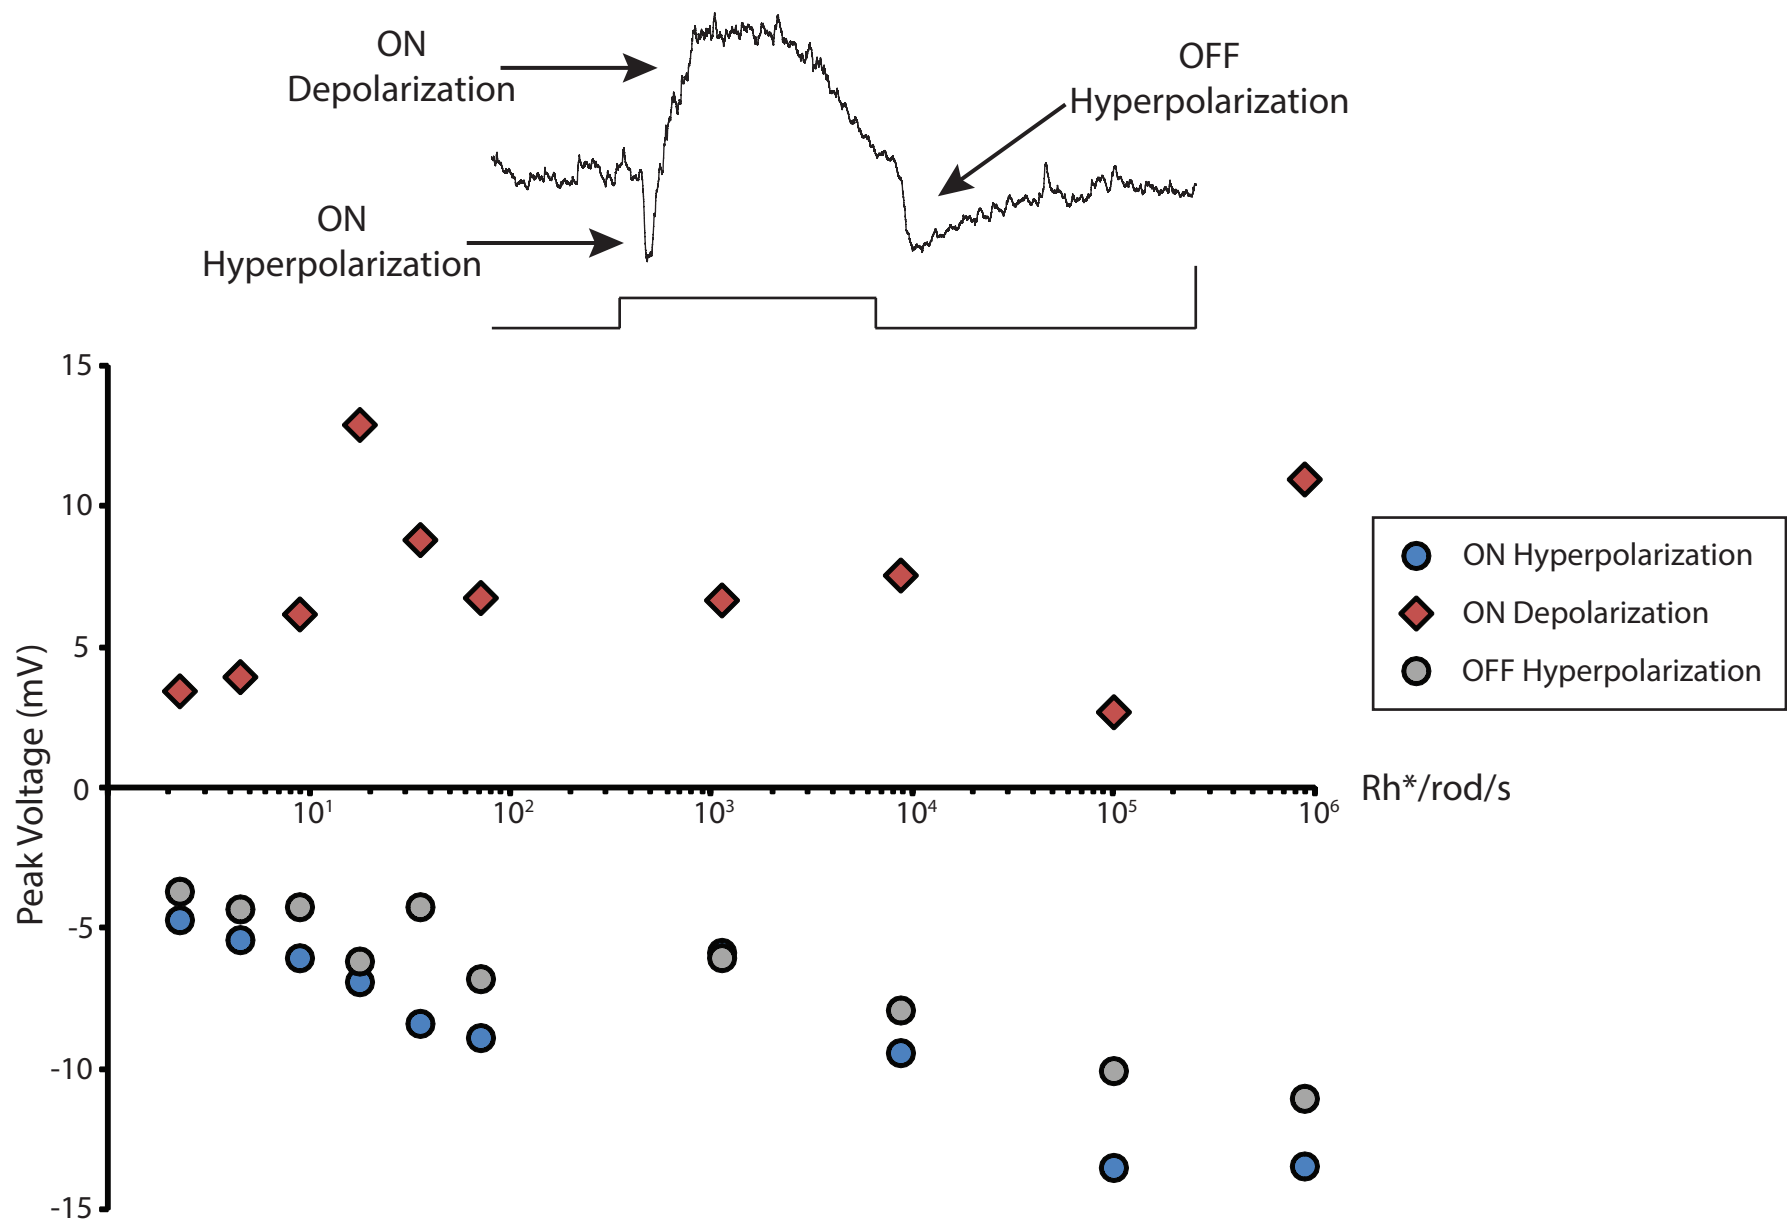 ON
Depolarization
OFF
Hyperpolarization
ON
Hyperpolarization
15
10
5
0
-5
-10
-15
Peak Voltage (mV)
10¹
10²
10³
10⁴
10⁵
10⁶
Rh*/rod/s
ON Hyperpolarization
ON Depolarization
OFF Hyperpolarization